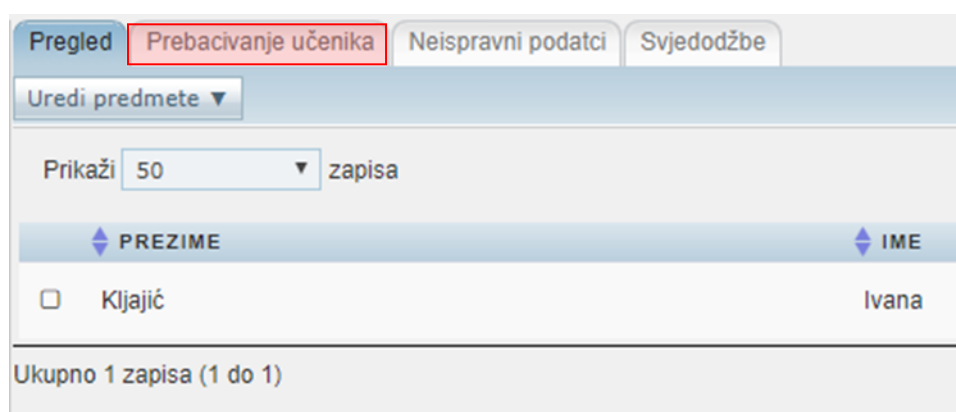 Pregled Prebacivanje učenika Neispravni podatci Svjedodžbe
Uredi predmete ▼
Prikaži 50 ▼ zapisa
PREZIME IME
Kljajić Ivana
Ukupno 1 zapisa (1 do 1)